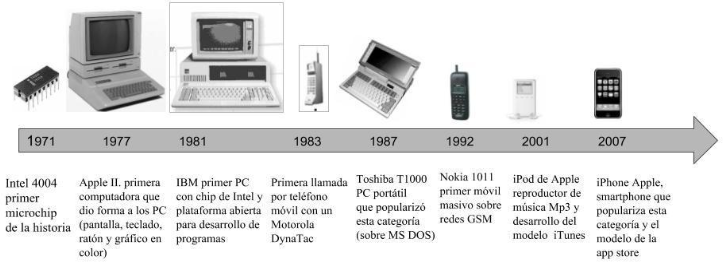 1971
1977
1981
1983
1987
1992
2001
2007
Intel 4004
primer
microchip
de la historia
Apple II. primera
computadora que
dio forma a los PC
(pantalla, teclado,
ratón y gráfico en
color)
IBM primer PC
con chip de Intel y
plataforma abierta
para desarrollo de
programas
Primera llamada
por teléfono
móvil con un
Motorola
DynaTac
Toshiba T1000
PC portátil
que popularizó
esta categoría
(sobre MS DOS)
Nokia 1011
primer móvil
masivo sobre
redes GSM
iPod de Apple
reproductor de
música Mp3 y
desarrollo del
modelo iTunes
iPhone Apple,
smartphone que
populariza esta
categoría y el
modelo de la
app store